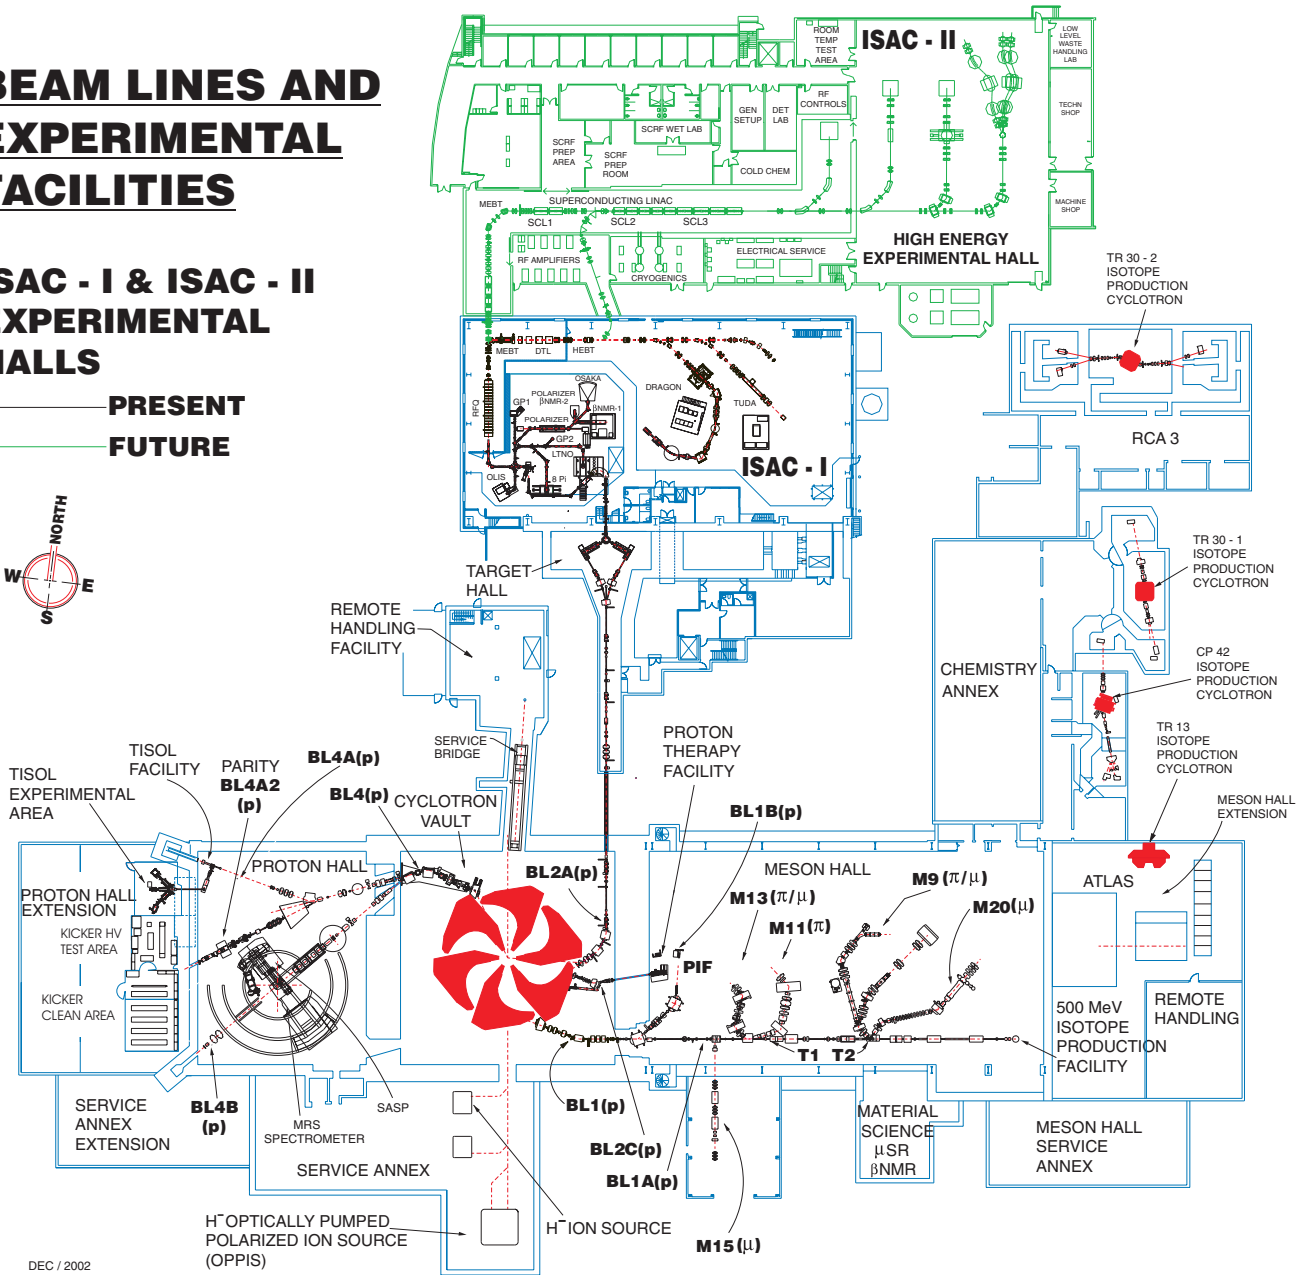 BEAM LINES AND
EXPERIMENTAL
FACILITIES
ISAC - I & ISAC - II
EXPERIMENTAL
HALLS
PRESENT
FUTURE
NORTH
W
E
S
ISAC - II
ROOM
TEMP
TEST
AREA
LOW
LEVEL
WASTE
HANDLING
LAB
RF
CONTROLS
TECHN
SHOP
GEN
SETUP
DET
LAB
SCRF WET LAB
SCRF
PREP
AREA
SCRF
PREP
ROOM
COLD CHEM
MACHINE
SHOP
MEBT
SUPERCONDUCTING LINAC
SCL1
SCL2
SCL3
HIGH ENERGY
EXPERIMENTAL HALL
RF AMPLIFIERS
ELECTRICAL SERVICE
CRYOGENICS
TR 30 - 2
ISOTOPE
PRODUCTION
CYCLOTRON
RCA 3
MEBT
DTL
HEBT
RFQ
OSAKA
GP1
POLARIZER
βNMR-2
βNMR-1
POLARIZER
GP2
LTNO
OLIS
8 Pi
DRAGON
TUDA
ISAC - I
TR 30 - 1
ISOTOPE
PRODUCTION
CYCLOTRON
TARGET
HALL
REMOTE
HANDLING
FACILITY
CHEMISTRY
ANNEX
CP 42
ISOTOPE
PRODUCTION
CYCLOTRON
TR 13
ISOTOPE
PRODUCTION
CYCLOTRON
MESON HALL
EXTENSION
SERVICE
BRIDGE
PROTON
THERAPY
FACILITY
TISOL
FACILITY
PARITY
BL4A2
(p)
BL4A(p)
BL4(p)
CYCLOTRON
VAULT
TISOL
EXPERIMENTAL
AREA
BL1B(p)
PROTON HALL
BL2A(p)
MESON HALL
M13(π/μ)
M11(π)
M9(π/μ)
M20(μ)
ATLAS
PROTON HALL
EXTENSION
KICKER HV
TEST AREA
KICKER
CLEAN AREA
PIF
T1
T2
500 MeV
ISOTOPE
PRODUCTION
FACILITY
REMOTE
HANDLING
SERVICE
ANNEX
EXTENSION
BL4B
(p)
MRS
SPECTROMETER
SASP
SERVICE ANNEX
BL1(p)
BL2C(p)
BL1A(p)
MATERIAL
SCIENCE
μSR
βNMR
MESON HALL
SERVICE
ANNEX
H⁻OPTICALLY PUMPED
POLARIZED ION SOURCE
(OPPIS)
H⁻ION SOURCE
M15(μ)
DEC / 2002